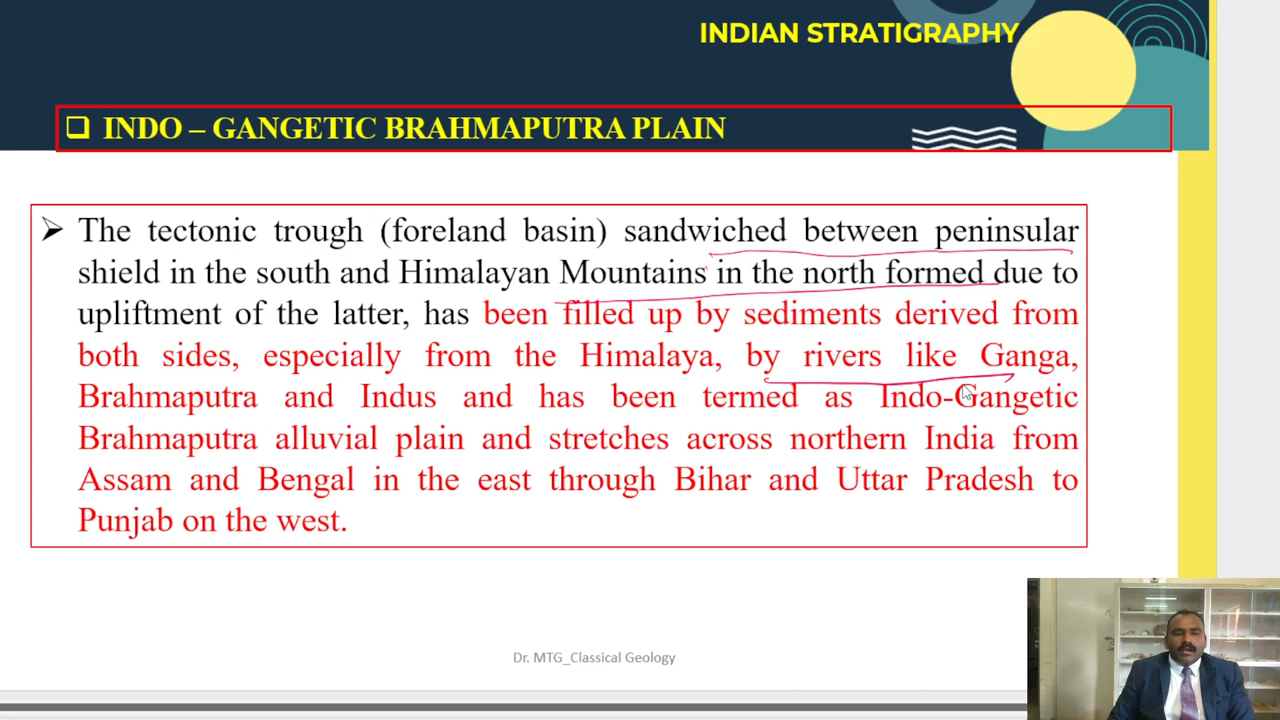 INDIAN STRATIGRAPHY
INDO – GANGETIC BRAHMAPUTRA PLAIN
The tectonic trough (foreland basin) sandwiched between peninsular
shield in the south and Himalayan Mountains in the north formed due to
upliftment of the latter, has been filled up by sediments derived from
both sides, especially from the Himalaya, by rivers like Ganga,
Brahmaputra and Indus and has been termed as Indo-Gangetic
Brahmaputra alluvial plain and stretches across northern India from
Assam and Bengal in the east through Bihar and Uttar Pradesh to
Punjab on the west.
Dr. MTG_Classical Geology